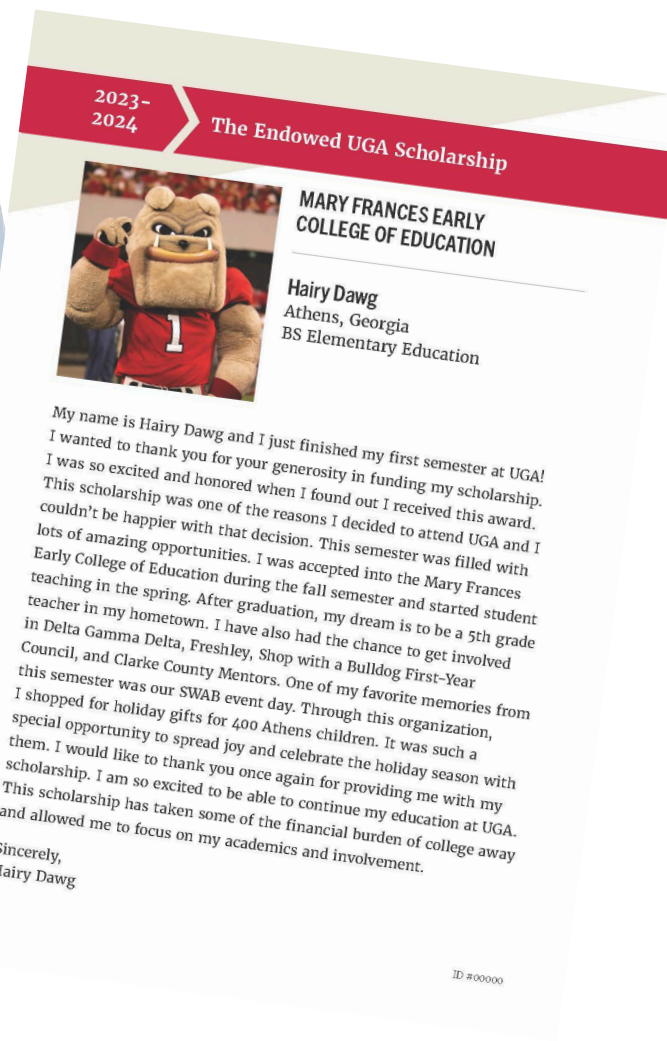 2023-
2024
The Endowed UGA Scholarship
MARY FRANCES EARLY
COLLEGE OF EDUCATION
Hairy Dawg
Athens, Georgia
BS Elementary Education
1
My name is Hairy Dawg and I just finished my first semester at UGA!
I wanted to thank you for your generosity in funding my scholarship.
I was so excited and honored when I found out I received this award.
This scholarship was one of the reasons I decided to attend UGA and I
couldn't be happier with that decision. This semester was filled with
lots of amazing opportunities. I was accepted into the Mary Frances
Early College of Education during the fall semester and started student
teaching in the spring. After graduation, my dream is to be a 5th grade
teacher in my hometown. I have also had the chance to get involved
in Delta Gamma Delta, Freshley, Shop with a Bulldog First-Year
Council, and Clarke County Mentors. One of my favorite memories from
this semester was our SWAB event day. Through this organization,
I shopped for holiday gifts for 400 Athens children. It was such a
special opportunity to spread joy and celebrate the holiday season with
them. I would like to thank you once again for providing me with my
scholarship. I am so excited to be able to continue my education at UGA.
This scholarship has taken some of the financial burden of college away
and allowed me to focus on my academics and involvement.
Sincerely,
Hairy Dawg
ID #00000